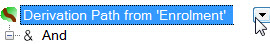 Derivation Path from 'Enrolment'
& And